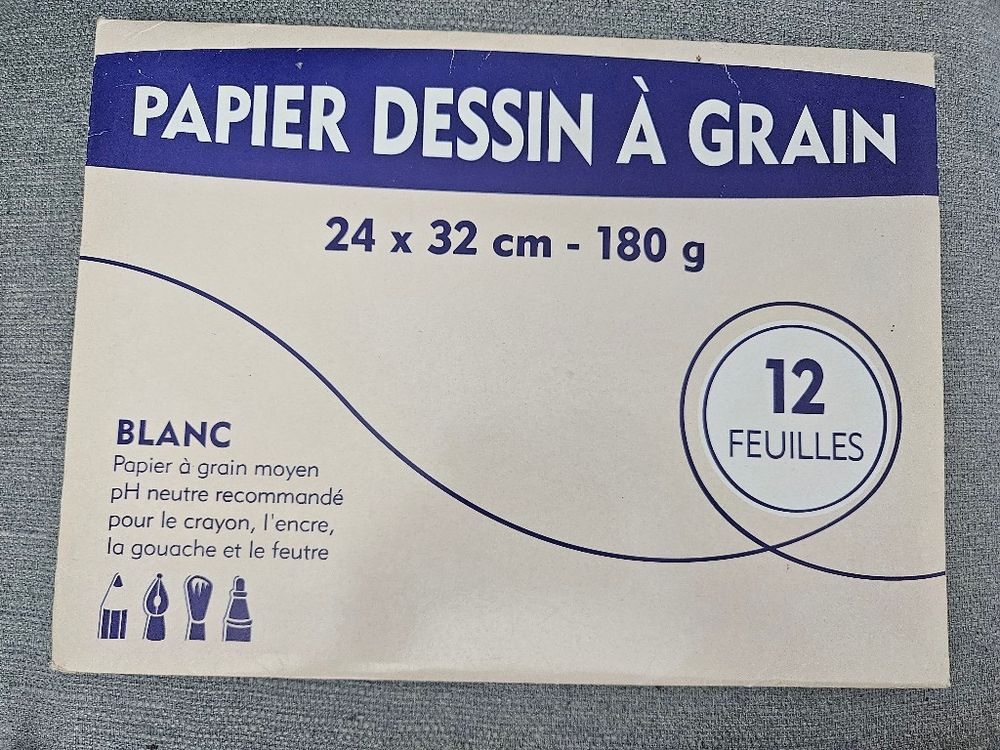 PAPIER DESSIN À GRAIN
24 x 32 cm - 180 g
12
FEUILLES
BLANC
Papier à grain moyen
pH neutre recommandé
pour le crayon, l'encre,
la gouache et le feutre